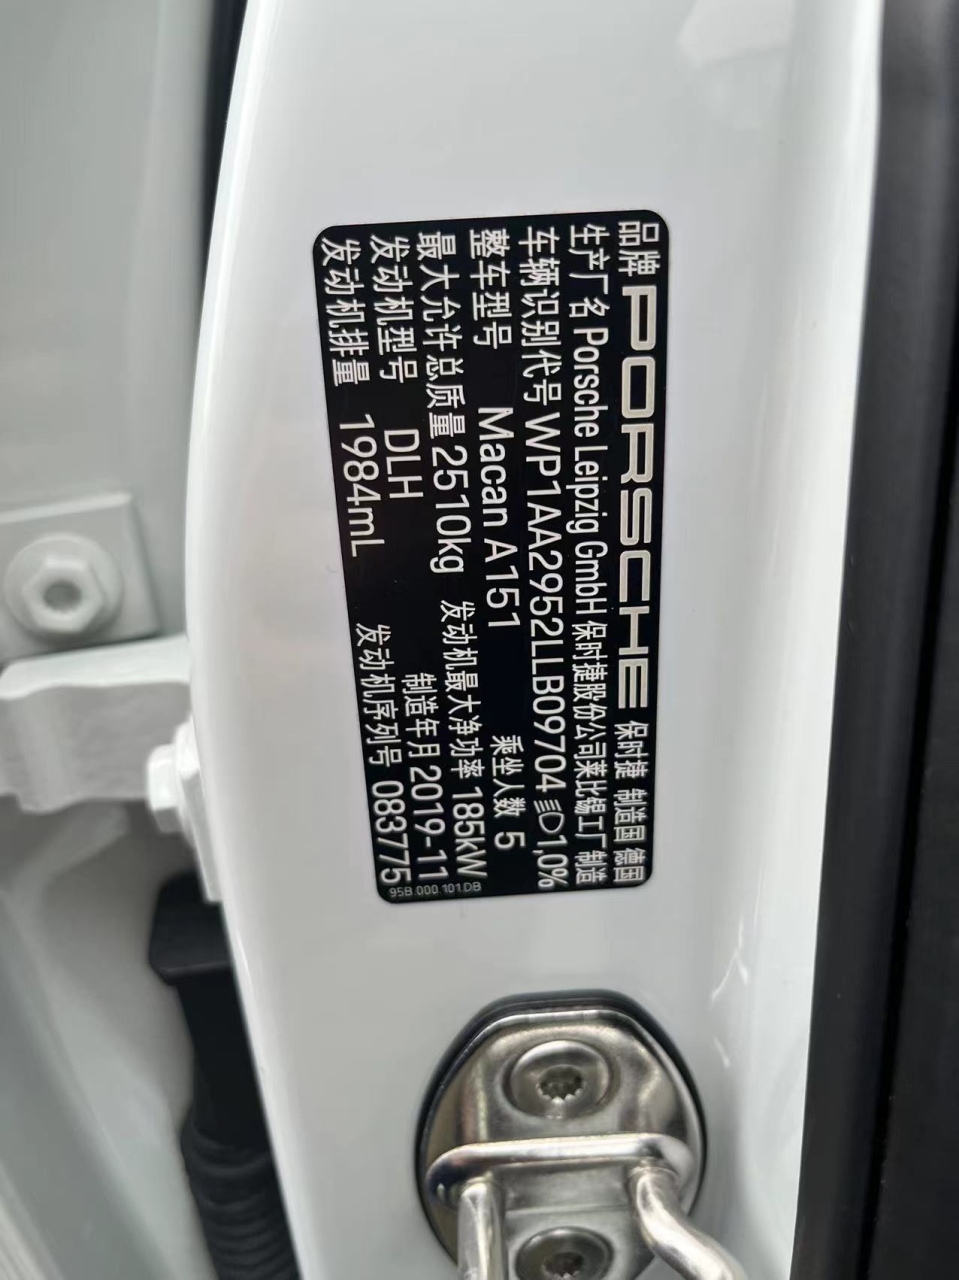 品牌 PORSCHE 保时捷 制造国 德国
生产厂名 Porsche Leipzig GmbH 保时捷股份公司莱比锡工厂 制造
车辆识别代号 WP1AA2952LLB09704 1,0%
整车型号 Macan A151 乘坐人数 5
最大允许总质量 2510kg 发动机最大净功率 185kW
发动机型号 DLH 制造年月 2019-11
发动机排量 1984mL 发动机序列号 083775
95B.000.101.DB